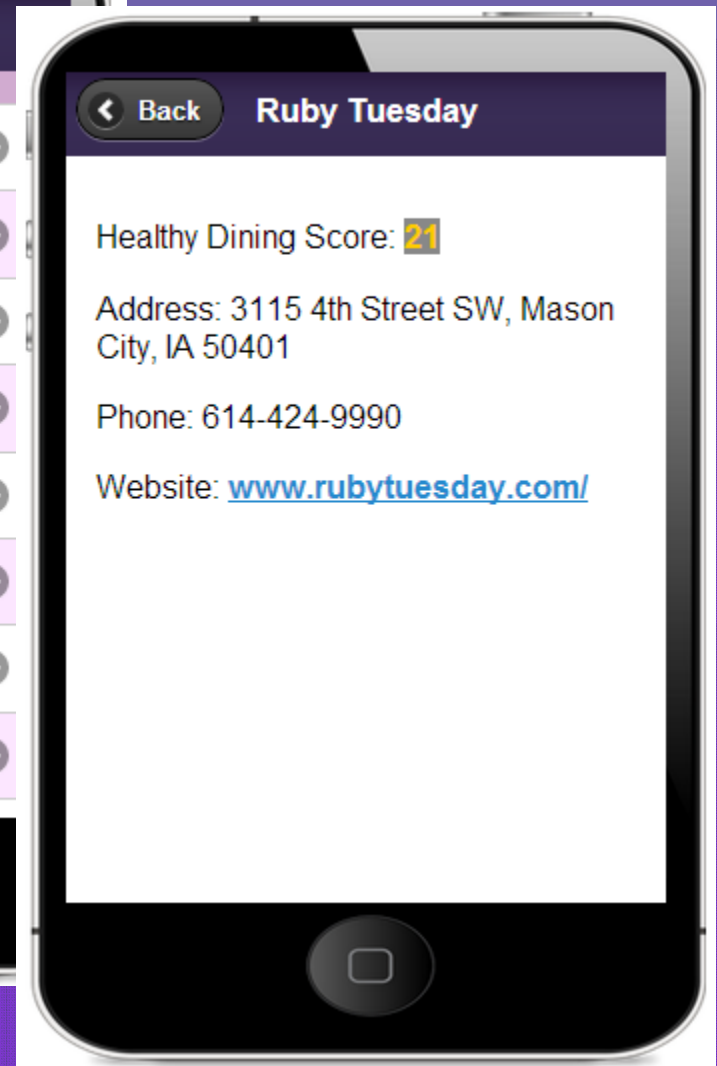 Back Ruby Tuesday
Healthy Dining Score: 21
Address: 3115 4th Street SW, Mason
City, IA 50401
Phone: 614-424-9990
Website: www.rubytuesday.com/